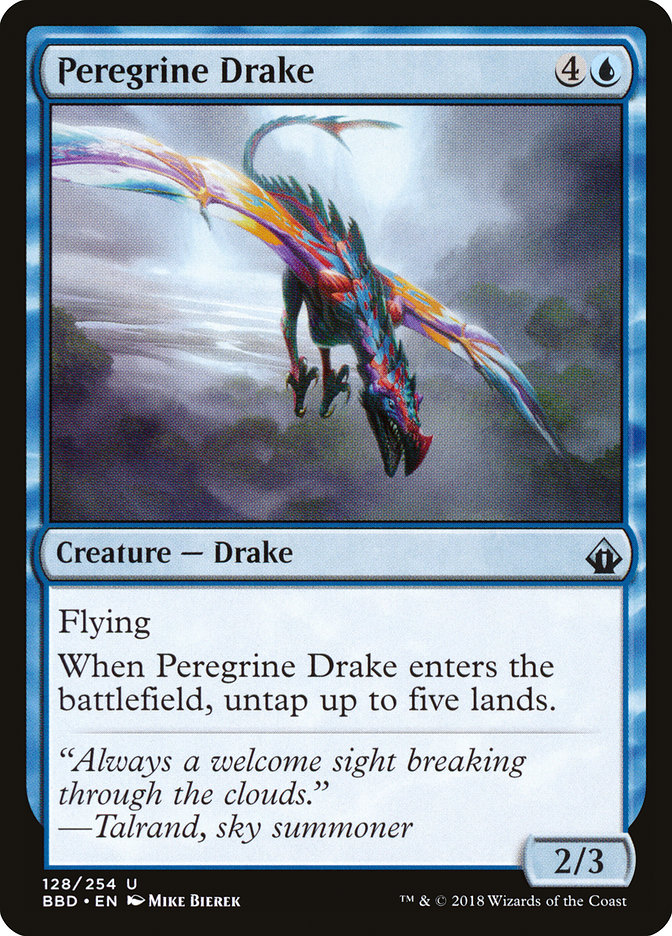 Peregrine Drake
4
Creature — Drake
Flying
When Peregrine Drake enters the
battlefield, untap up to five lands.
“Always a welcome sight breaking
through the clouds.”
—Talrand, sky summoner
2/3
128/254 U
BBD • EN Mike Bierek
™ & © 2018 Wizards of the Coast